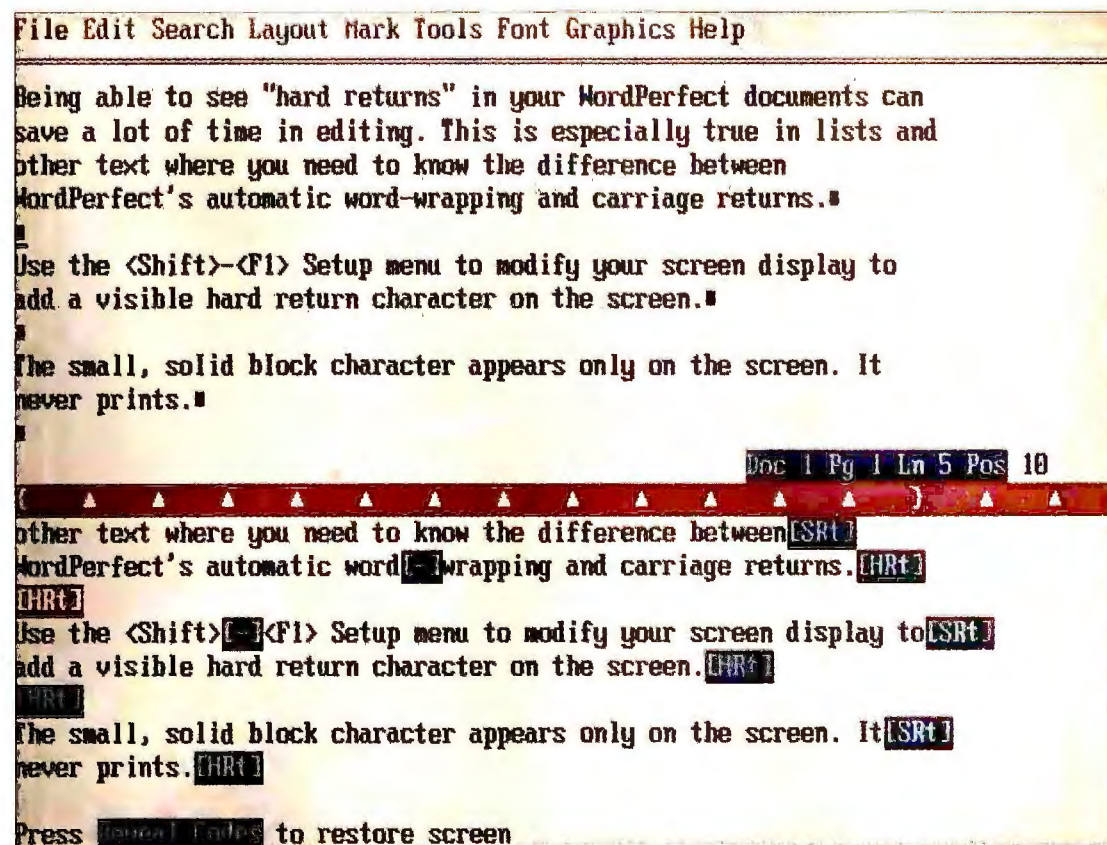 File Edit Search Layout Mark Tools Font Graphics Help
Being able to see "hard returns" in your WordPerfect documents can
save a lot of time in editing. This is especially true in lists and
other text where you need to know the difference between
WordPerfect's automatic word-wrapping and carriage returns.■
■
Use the <Shift>-<F1> Setup menu to modify your screen display to
add a visible hard return character on the screen.■
■
The small, solid block character appears only on the screen. It
never prints.■
■
Doc 1 Pg 1 Ln 5 Pos 10
{ ▲ ▲ ▲ ▲ ▲ ▲ ▲ ▲ ▲ ▲ ▲ ▲ } ▲ ▲
other text where you need to know the difference between[SRt]
WordPerfect's automatic word[-]wrapping and carriage returns.[HRt]
[HRt]
Use the <Shift>[-]<F1> Setup menu to modify your screen display to[SRt]
add a visible hard return character on the screen.[HRt]
[HRt]
The small, solid block character appears only on the screen. It[SRt]
never prints.[HRt]
Press Reveal Codes to restore screen